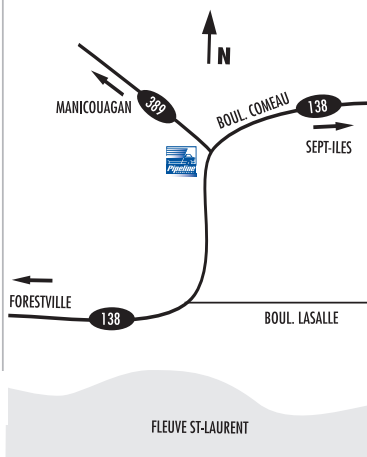 N
MANICOUAGAN
389
BOUL. COMEAU
138
SEPT-ILES
Pipeline
FORESTVILLE
138
BOUL. LASALLE
FLEUVE ST-LAURENT